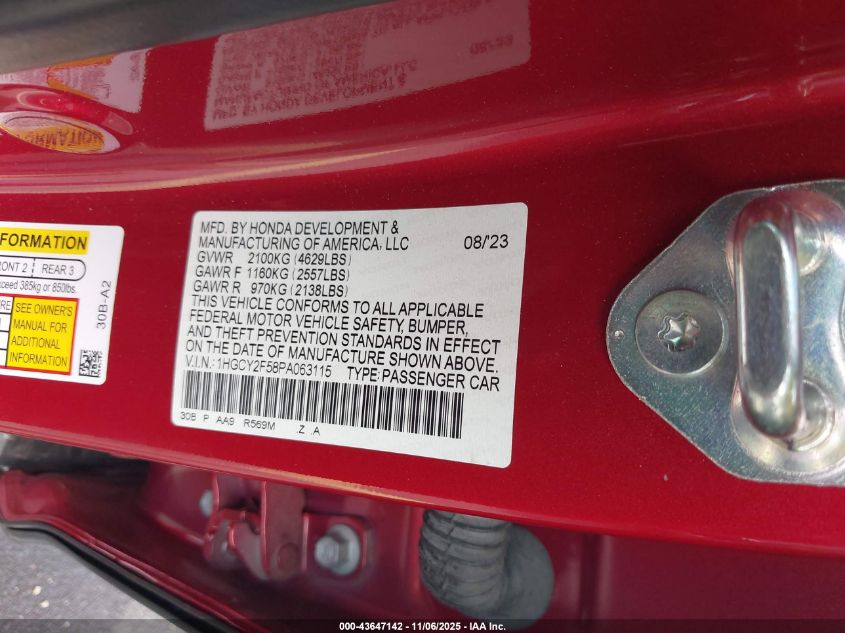 FORMATION
FRONT 2 REAR 3
exceed 385kg or 850lbs.
SEE OWNER'S
MANUAL FOR
ADDITIONAL
INFORMATION
30B-A2
MFD. BY HONDA DEVELOPMENT &
MANUFACTURING OF AMERICA, LLC 08/'23
GVWR 2100KG (4629LBS)
GAWR F 1160KG (2557LBS)
GAWR R 970KG (2138LBS)
THIS VEHICLE CONFORMS TO ALL APPLICABLE
FEDERAL MOTOR VEHICLE SAFETY, BUMPER,
AND THEFT PREVENTION STANDARDS IN EFFECT
ON THE DATE OF MANUFACTURE SHOWN ABOVE.
V.I.N.: 1HGCY2F58PA063115 TYPE: PASSENGER CAR
30B P AA9 R569M .Z .A
000-43647142 - 11/06/2025 - IAA Inc.